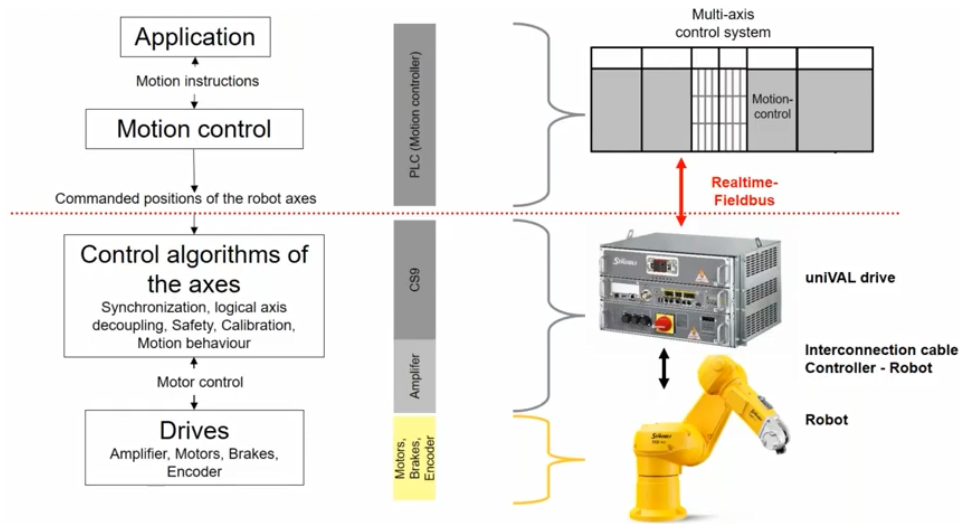 Application
Motion instructions
Motion control
Commanded positions of the robot axes
Control algorithms of
the axes
Synchronization, logical axis
decoupling, Safety, Calibration,
Motion behaviour
Motor control
Drives
Amplifier, Motors, Brakes,
Encoder
PLC (Motion controller)
CS9
Amplifer
Motors,
Brakes,
Encoder
Multi-axis
control system
Motion-
control
Realtime-
Fieldbus
STÄUBLI
uniVAL drive
Interconnection cable
Controller - Robot
STÄUBLI
Robot